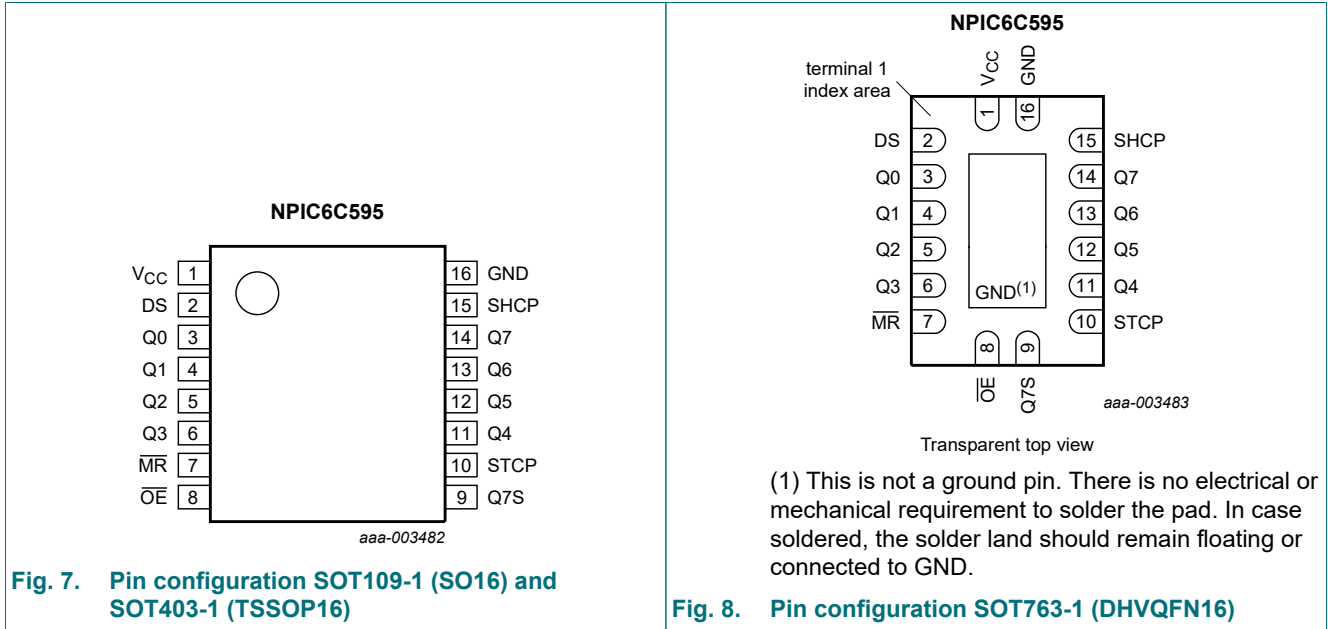 NPIC6C595
VCC 1
DS 2
Q0 3
Q1 4
Q2 5
Q3 6
MR 7
OE 8
16 GND
15 SHCP
14 Q7
13 Q6
12 Q5
11 Q4
10 STCP
9 Q7S
aaa-003482
Fig. 7. Pin configuration SOT109-1 (SO16) and
SOT403-1 (TSSOP16)
NPIC6C595
terminal 1
index area
VCC
GND
1
16
DS 2
Q0 3
Q1 4
Q2 5
Q3 6
MR 7
15 SHCP
14 Q7
13 Q6
12 Q5
11 Q4
10 STCP
GND(1)
8
9
OE
Q7S
aaa-003483
Transparent top view
(1) This is not a ground pin. There is no electrical or
mechanical requirement to solder the pad. In case
soldered, the solder land should remain floating or
connected to GND.
Fig. 8. Pin configuration SOT763-1 (DHVQFN16)